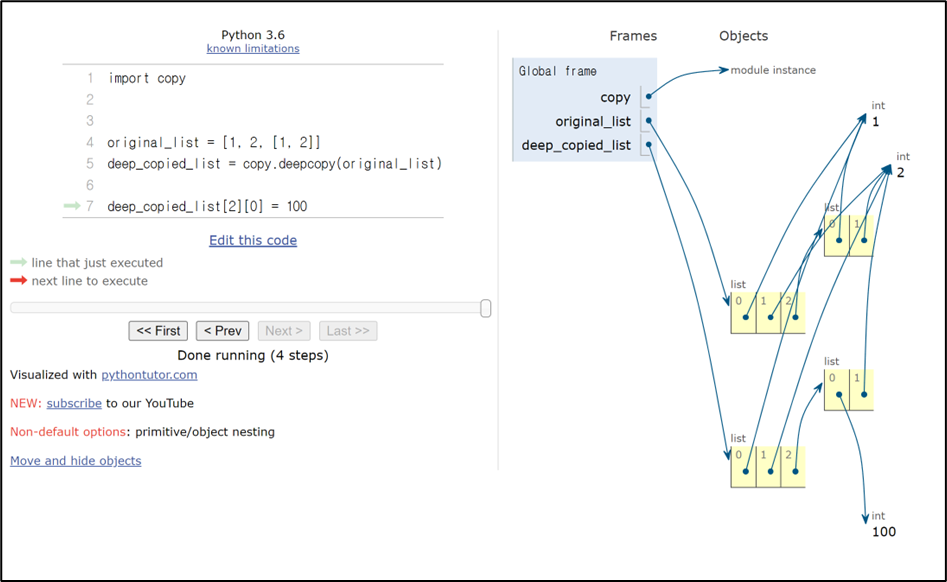 Python 3.6
known limitations
1 import copy
2
3
4 original_list = [1, 2, [1, 2]]
5 deep_copied_list = copy.deepcopy(original_list)
6
7 deep_copied_list[2][0] = 100
Edit this code
line that just executed
next line to execute
<< First < Prev Next > Last >>
Done running (4 steps)
Visualized with pythontutor.com
NEW: subscribe to our YouTube
Non-default options: primitive/object nesting
Move and hide objects
Frames Objects
Global frame
copy
original_list
deep_copied_list
module instance
int
1
int
2
list
0 1
list
0 1 2
list
0 1
list
0 1 2
int
100